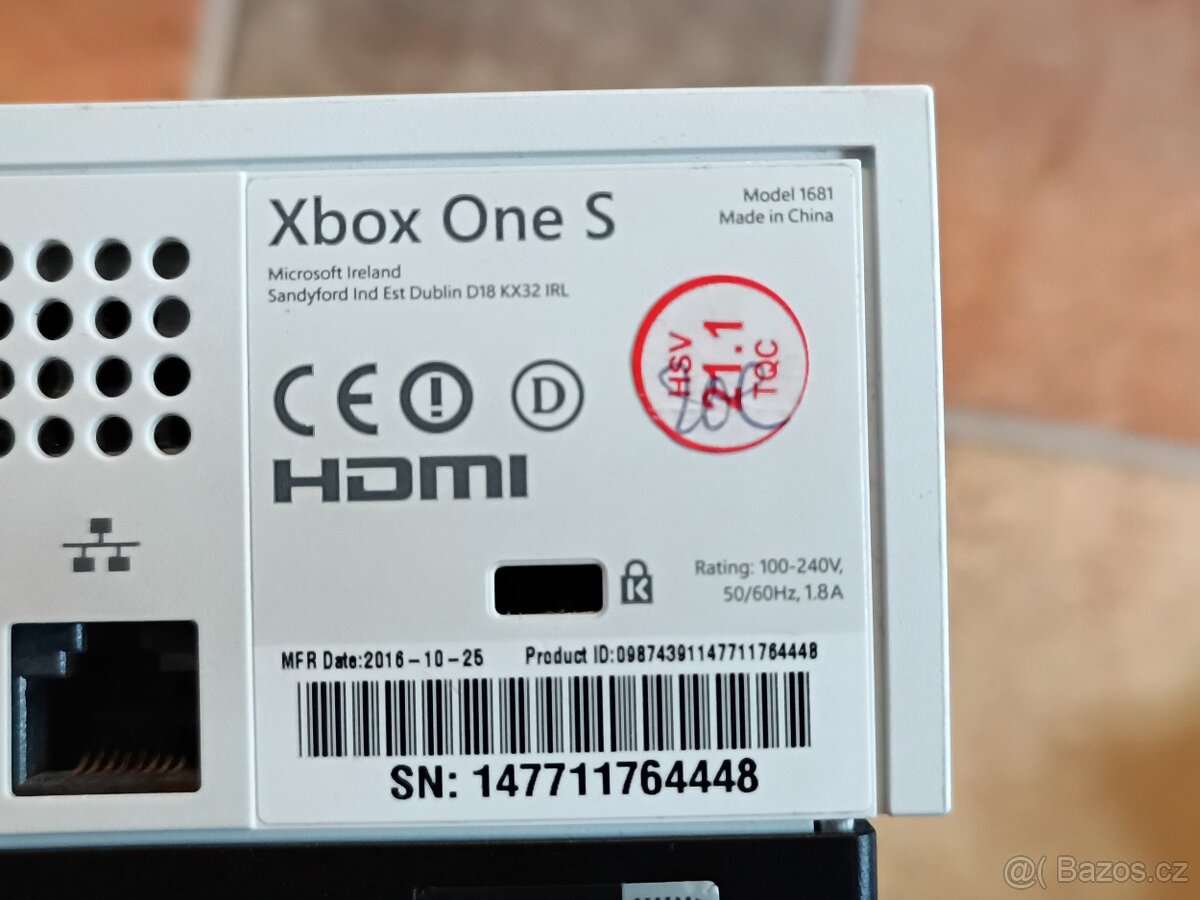 Xbox One S
Model 1681
Made in China
Microsoft Ireland
Sandyford Ind Est Dublin D18 KX32 IRL
HSV
21.1
TQC
CE
D
HDMI
K
Rating: 100-240V,
50/60Hz, 1.8A
MFR Date:2016-10-25 Product ID:09874391147711764448
SN: 147711764448
@( Bazos.cz